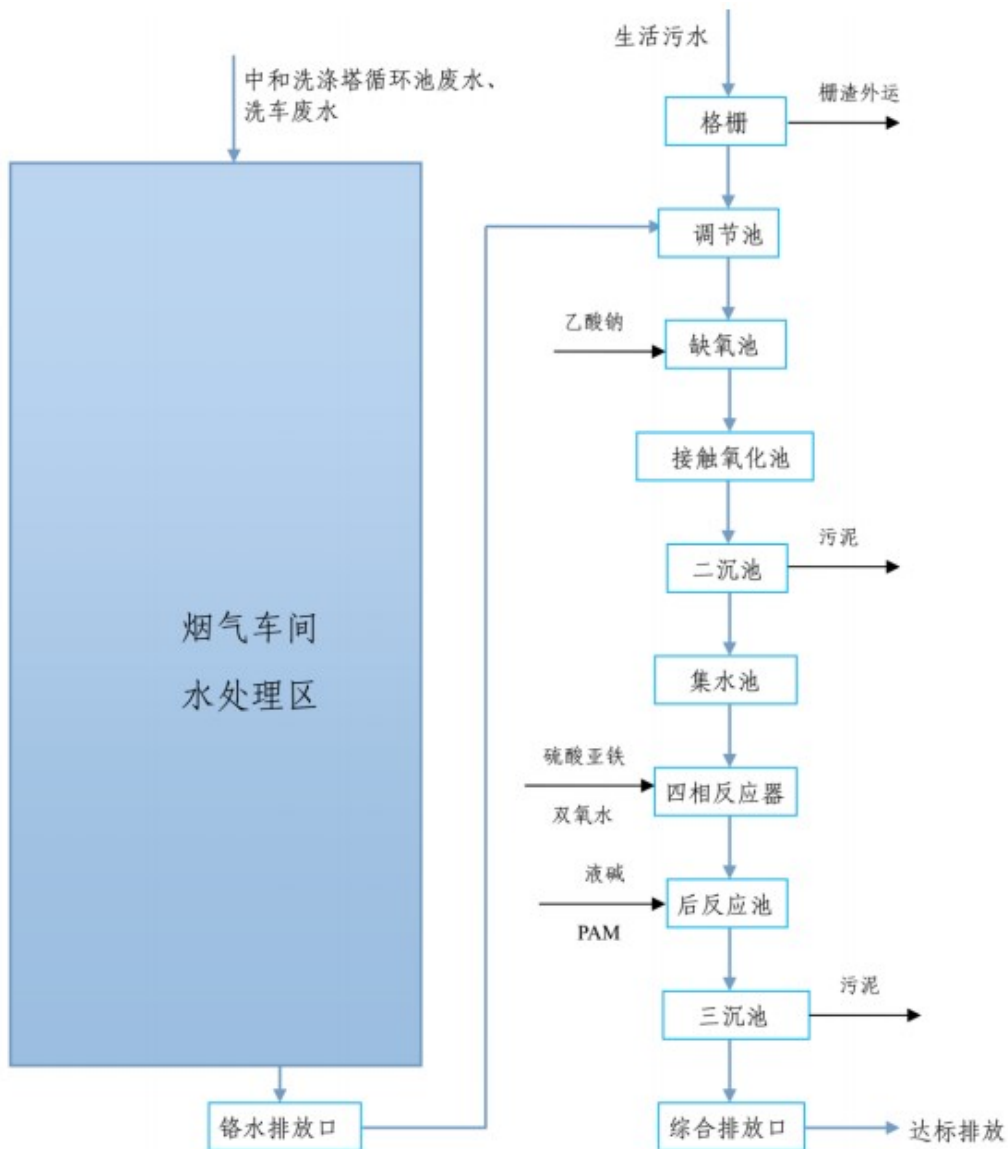 中和洗涤塔循环池废水、
洗车废水
烟气车间
水处理区
铬水排放口
生活污水
格栅
栅渣外运
调节池
乙酸钠
缺氧池
接触氧化池
二沉池
污泥
集水池
硫酸亚铁
双氧水
四相反应器
液碱
PAM
后反应池
三沉池
污泥
综合排放口
达标排放